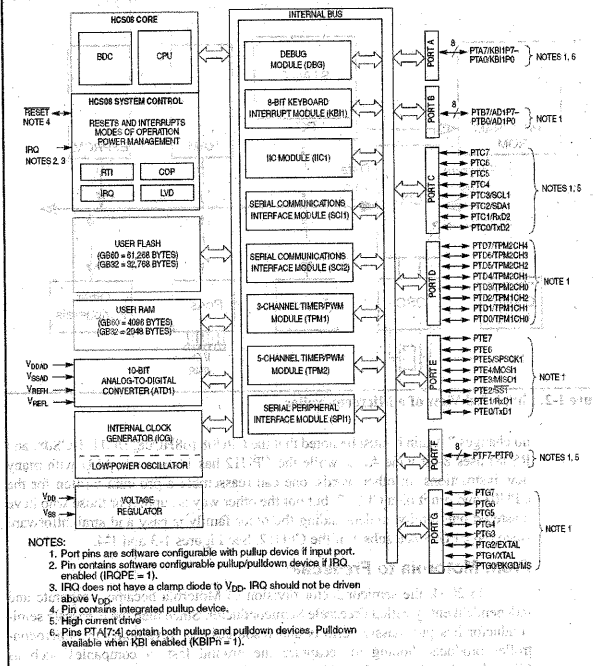 HCS08 CORE
BDC
CPU
HCS08 SYSTEM CONTROL
RESETS AND INTERRUPTS
MODES OF OPERATION
POWER MANAGEMENT
RTI
COP
IRQ
LVD
RESET
NOTE 4
IRQ
NOTES 2, 3
USER FLASH
(GB60 = 61,268 BYTES)
(GB32 = 32,768 BYTES)
USER RAM
(GB60 = 4096 BYTES)
(GB32 = 2048 BYTES)
VDDAD
VSSAD
VREFH
VREFL
10-BIT
ANALOG-TO-DIGITAL
CONVERTER (ATD1)
INTERNAL CLOCK
GENERATOR (ICG)
LOW-POWER OSCILLATOR
VDD
VSS
VOLTAGE
REGULATOR
INTERNAL BUS
DEBUG
MODULE (DBG)
8-BIT KEYBOARD
INTERRUPT MODULE (KBI1)
IIC MODULE (IIC1)
SERIAL COMMUNICATIONS
INTERFACE MODULE (SCI1)
SERIAL COMMUNICATIONS
INTERFACE MODULE (SCI2)
3-CHANNEL TIMER/PWM
MODULE (TPM1)
5-CHANNEL TIMER/PWM
MODULE (TPM2)
SERIAL PERIPHERAL
INTERFACE MODULE (SPI1)
PORT A
8
PTA7/KBI1P7–
PTA0/KBI1P0
NOTES 1, 6
PORT B
8
PTB7/AD1P7–
PTB0/AD1P0
NOTE 1
PORT C
PTC7
PTC6
PTC5
PTC4
PTC3/SCL1
PTC2/SDA1
PTC1/RxD2
PTC0/TxD2
NOTES 1, 5
PORT D
PTD7/TPM2CH4
PTD6/TPM2CH3
PTD5/TPM2CH2
PTD4/TPM2CH1
PTD3/TPM2CH0
PTD2/TPM1CH2
PTD1/TPM1CH1
PTD0/TPM1CH0
NOTE 1
PORT E
PTE7
PTE6
PTE5/SPSCK1
PTE4/MOSI1
PTE3/MISO1
PTE2/SS1
PTE1/RxD1
PTE0/TxD1
NOTE 1
PORT F
8
PTF7–PTF0
NOTES 1, 5
PORT G
PTG7
PTG6
PTG5
PTG4
PTG3
PTG2/EXTAL
PTG1/XTAL
PTG0/BKGD/MS
NOTE 1
NOTES:
1. Port pins are software configurable with pullup device if input port.
2. Pin contains software configurable pullup/pulldown device if IRQ
enabled (IRQPE = 1).
3. IRQ does not have a clamp diode to VDD. IRQ should not be driven
above VDD.
4. Pin contains integrated pullup device.
5. High current drive
6. Pins PTA[7:4] contain both pullup and pulldown devices. Pulldown
available when KBI enabled (KBIPn = 1).